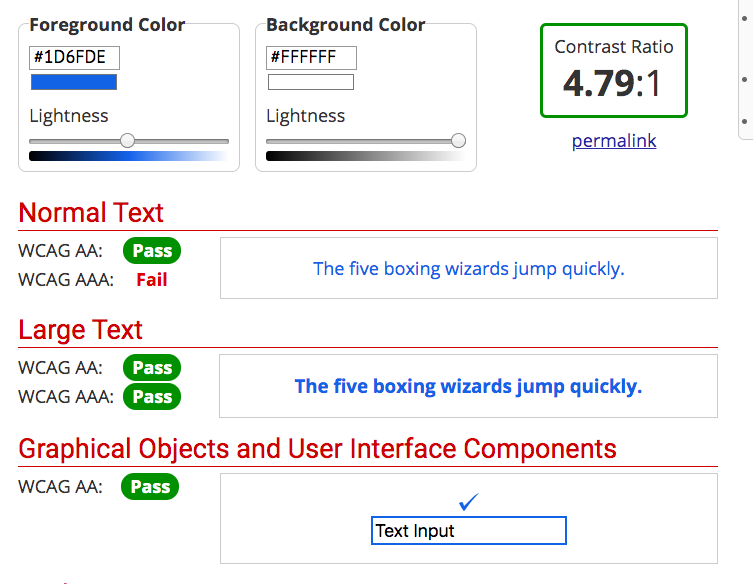 Foreground Color
#1D6FDE
Lightness
Background Color
#FFFFFF
Lightness
Contrast Ratio
4.79:1
permalink
Normal Text
WCAG AA: Pass
WCAG AAA: Fail
The five boxing wizards jump quickly.
Large Text
WCAG AA: Pass
WCAG AAA: Pass
The five boxing wizards jump quickly.
Graphical Objects and User Interface Components
WCAG AA: Pass
✓
Text Input